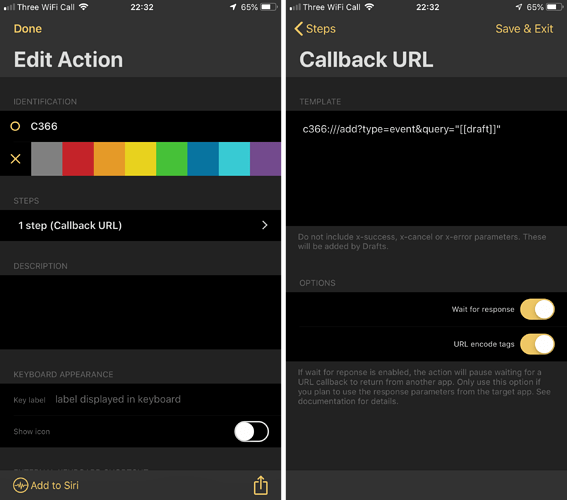 Three WiFi Call 22:32 65%
Done
Edit Action
IDENTIFICATION
C366
STEPS
1 step (Callback URL)
DESCRIPTION
KEYBOARD APPEARANCE
Key label label displayed in keyboard
Show icon
Add to Siri
Three WiFi Call 22:32 65%
Steps Save & Exit
Callback URL
TEMPLATE
c366:///add?type=event&query="[[draft]]"
Do not include x-success, x-cancel or x-error parameters. These
will be added by Drafts.
OPTIONS
Wait for response
URL encode tags
If wait for reponse is enabled, the action will pause waiting for a
URL callback to return from another app. Only use this option if
you plan to use the response parameters from the target app. See
documentation for details.